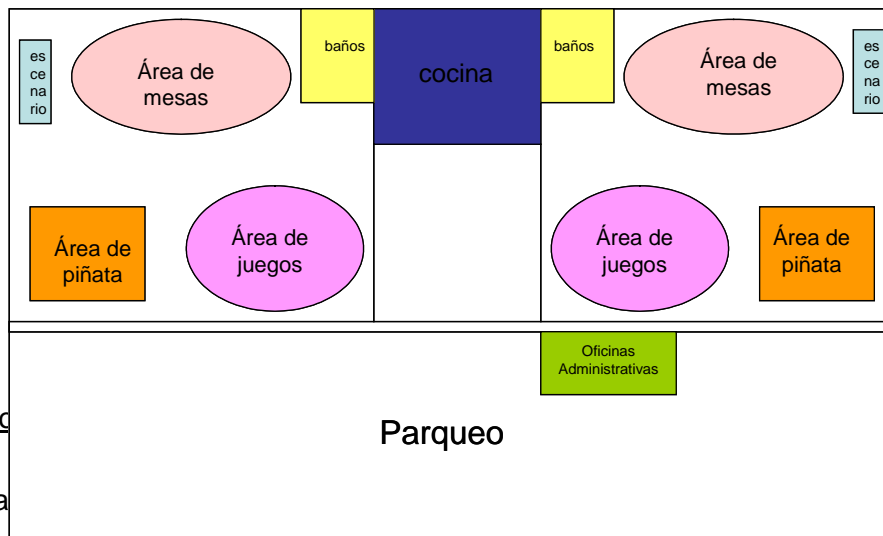 es
ce
na
rio
Área de
mesas
baños
cocina
baños
Área de
mesas
es
ce
na
rio
Área de
piñata
Área de
juegos
Área de
juegos
Área de
piñata
Oficinas
Administrativas
Parqueo